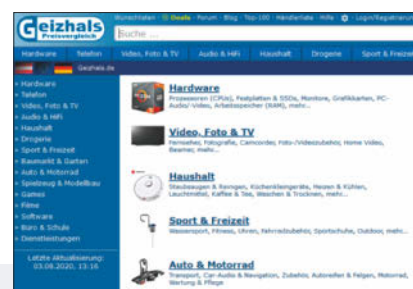 Geizhals
Preisvergleich
Wunschlisten · Deals · Forum · Blog · Top-100 · Händlerliste · Hilfe · Login/Registrierung
Suche ...
Hardware Telefon Video, Foto & TV Audio & HiFi Haushalt Drogerie Sport & Freizeit
Geizhals.de
» Hardware
» Telefon
» Video, Foto & TV
» Audio & HiFi
» Haushalt
» Drogerie
» Sport & Freizeit
» Baumarkt & Garten
» Auto & Motorrad
» Spielzeug & Modellbau
» Games
» Filme
» Software
» Büro & Schule
» Dienstleistungen
Letzte Aktualisierung:
03.08.2020, 13:16
Hardware
Prozessoren (CPUs), Festplatten & SSDs, Monitore, Grafikkarten, PC-
Audio/-Video, Arbeitsspeicher (RAM), mehr...
Video, Foto & TV
Fernseher, Fotografie, Camcorder, Foto-/Videozubehör, Home Video,
Beamer, mehr...
Haushalt
Staubsaugen & Reinigen, Küchenkleingeräte, Heizen & Kühlen,
Leuchtmittel, Kaffee & Tee, Waschen & Trocknen, mehr...
Sport & Freizeit
Wassersport, Fitness, Uhren, Fahrradzubehör, Sportschuhe, Outdoor, mehr...
Auto & Motorrad
Transport, Car-Audio & Navigation, Zubehör, Autoreifen & Felgen, Motorrad,
Wartung & Pflege